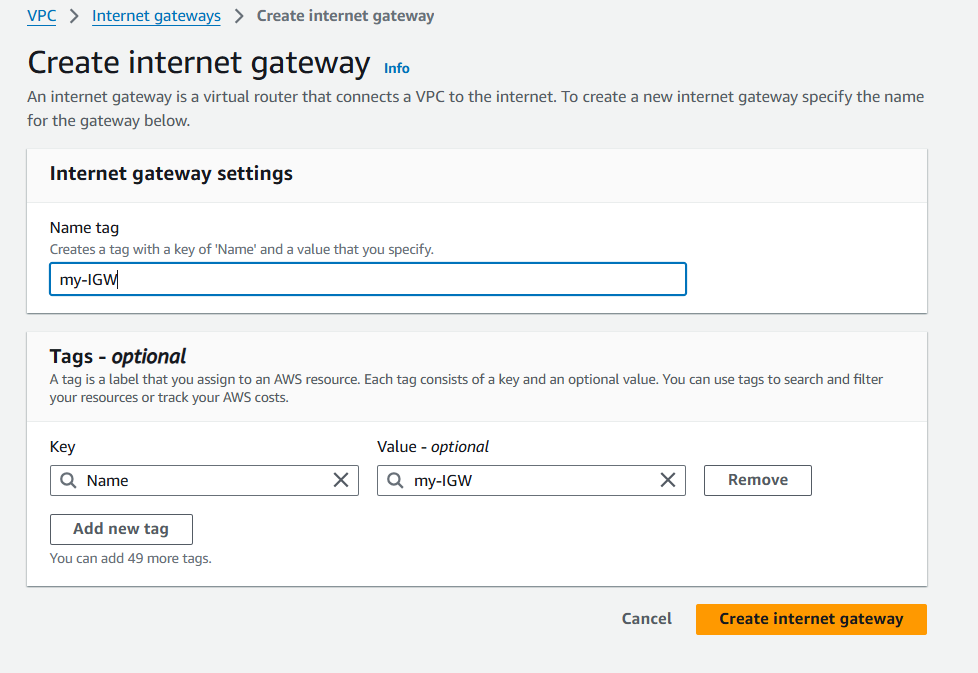 VPC > Internet gateways > Create internet gateway
Create internet gateway Info
An internet gateway is a virtual router that connects a VPC to the internet. To create a new internet gateway specify the name
for the gateway below.
Internet gateway settings
Name tag
Creates a tag with a key of 'Name' and a value that you specify.
my-IGW
Tags - optional
A tag is a label that you assign to an AWS resource. Each tag consists of a key and an optional value. You can use tags to search and filter
your resources or track your AWS costs.
Key Value - optional
Name my-IGW Remove
Add new tag
You can add 49 more tags.
Cancel Create internet gateway